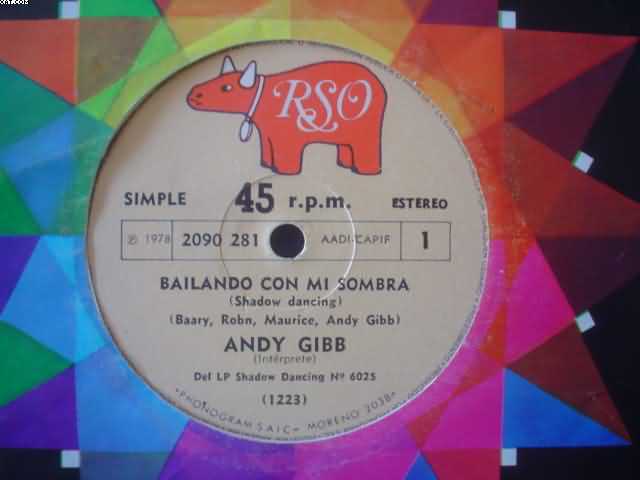 RSO
SIMPLE 45 r.p.m. ESTEREO
℗ 1978 2090 281 AADI-CAPIF 1
BAILANDO CON MI SOMBRA
(Shadow dancing)
(Baary, Robn, Maurice, Andy Gibb)
ANDY GIBB
(Intérprete)
Del LP Shadow Dancing Nº 6025
(1223)
•PHONOGRAM S.A.I.C• MORENO 2038•